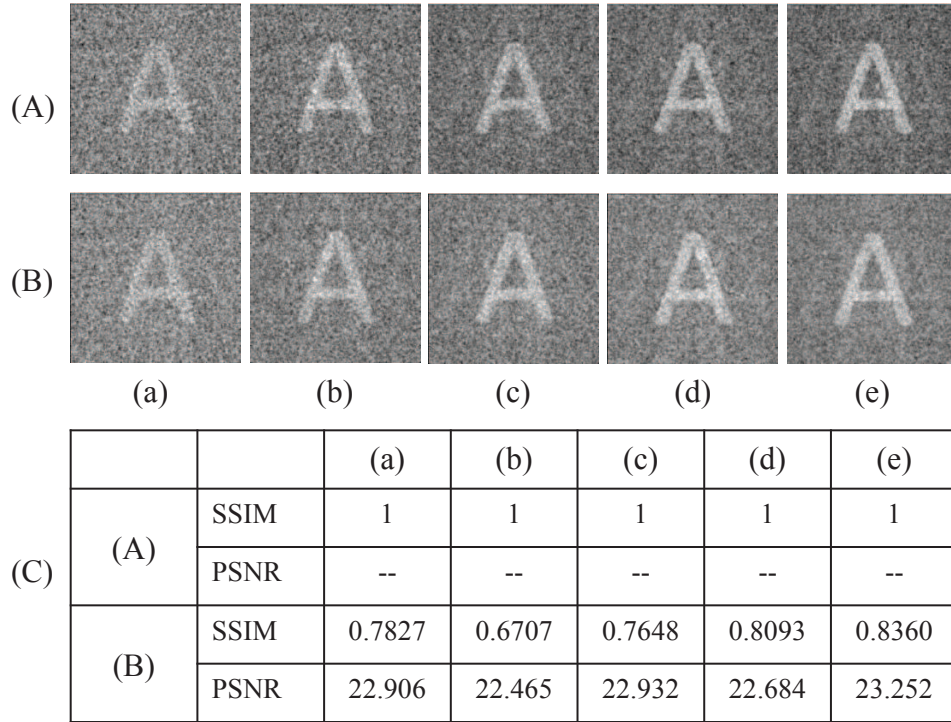 (A)
A A A A A
(B)
A A A A A
(a) (b) (c) (d) (e)
(C)
(a) (b) (c) (d) (e)
(A) SSIM 1 1 1 1 1
PSNR -- -- -- -- --
(B) SSIM 0.7827 0.6707 0.7648 0.8093 0.8360
PSNR 22.906 22.465 22.932 22.684 23.252